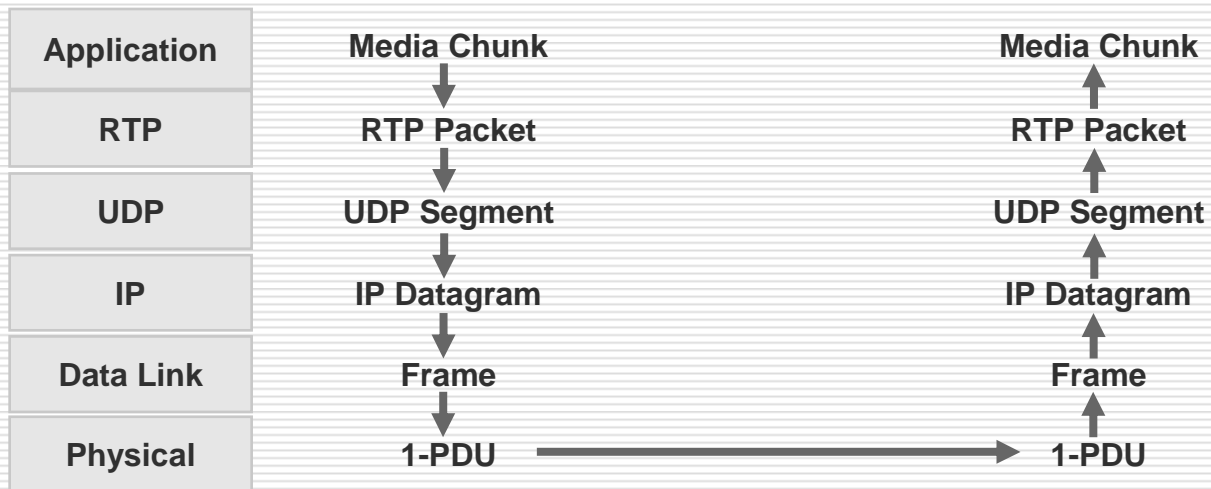 Application Media Chunk Media Chunk
RTP RTP Packet RTP Packet
UDP UDP Segment UDP Segment
IP IP Datagram IP Datagram
Data Link Frame Frame
Physical 1-PDU 1-PDU